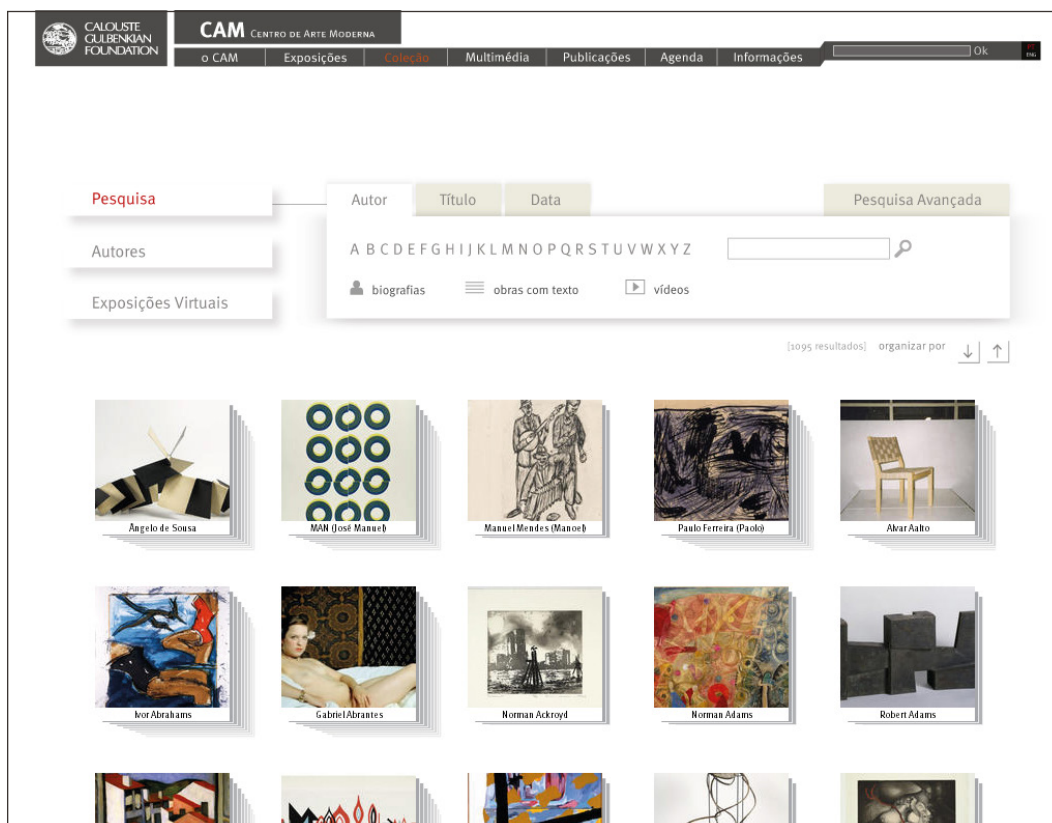 CALOUSTE
GULBENKIAN
FOUNDATION
CAM CENTRO DE ARTE MODERNA
o CAM Exposições Coleção Multimédia Publicações Agenda Informações Ok PT
ENG
Pesquisa
Autores
Exposições Virtuais
Autor Título Data Pesquisa Avançada
A B C D E F G H I J K L M N O P Q R S T U V W X Y Z
biografias obras com texto vídeos
[1095 resultados] organizar por
Ângelo de Sousa MAN (José Manuel) Manuel Mendes (Manoel) Paulo Ferreira (Paolo) Alvar Aalto
Ivor Abrahams Gabriel Abrantes Norman Ackroyd Norman Adams Robert Adams